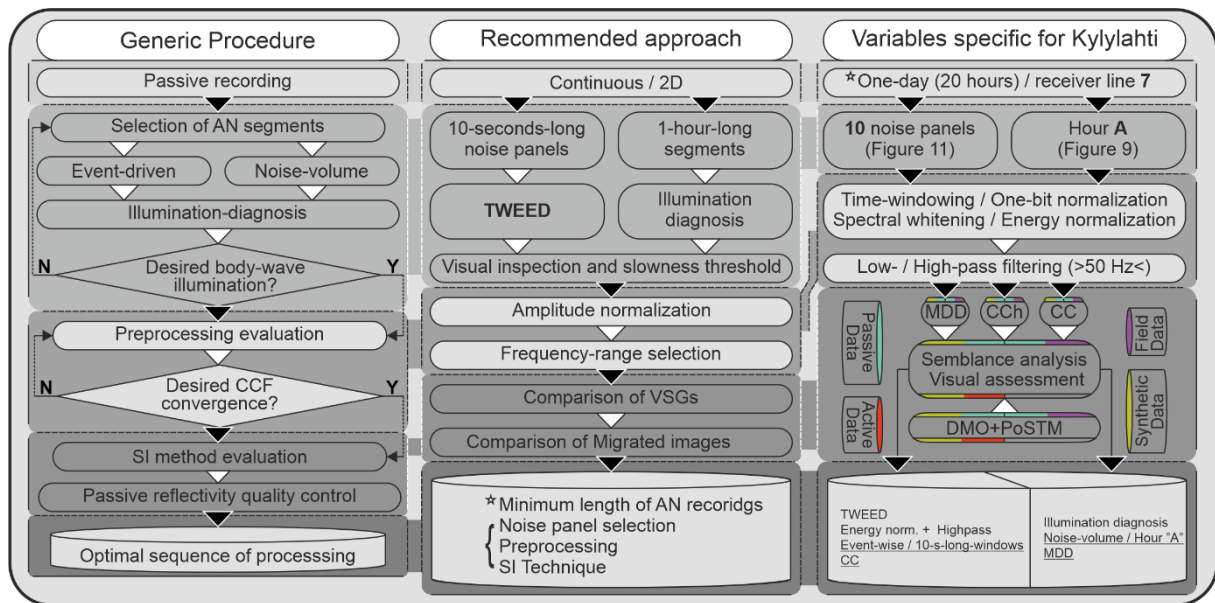 Generic Procedure
Passive recording
Selection of AN segments
Event-driven
Noise-volume
Illumination-diagnosis
N
Desired body-wave
illumination?
Y
Preprocessing evaluation
N
Desired CCF
convergence?
Y
SI method evaluation
Passive reflectivity quality control
Optimal sequence of processsing
Recommended approach
Continuous / 2D
10-seconds-long
noise panels
1-hour-long
segments
TWEED
Illumination
diagnosis
Visual inspection and slowness threshold
Amplitude normalization
Frequency-range selection
Comparison of VSGs
Comparison of Migrated images
☆ Minimum length of AN recoridgs
Noise panel selection
Preprocessing
SI Technique
Variables specific for Kylylahti
☆One-day (20 hours) / receiver line 7
10 noise panels
(Figure 11)
Hour A
(Figure 9)
Time-windowing / One-bit normalization
Spectral whitening / Energy normalization
Low- / High-pass filtering (>50 Hz<)
MDD
CCh
CC
Passive
Data
Field
Data
Semblance analysis
Visual assessment
Active
Data
Synthetic
Data
DMO+PoSTM
TWEED
Energy norm. + Highpass
Event-wise / 10-s-long-windows
CC
Illumination diagnosis
Noise-volume / Hour "A"
MDD